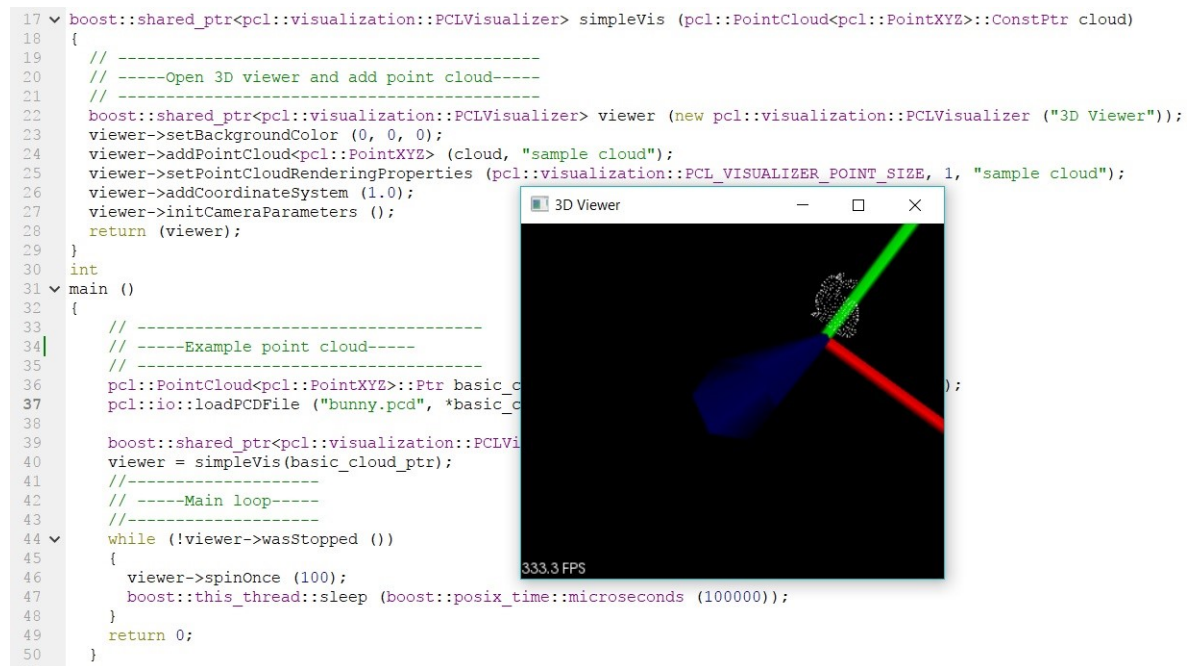 17 boost::shared_ptr<pcl::visualization::PCLVisualizer> simpleVis (pcl::PointCloud<pcl::PointXYZ>::ConstPtr cloud)
18 {
19 // --------------------------------------------
20 // -----Open 3D viewer and add point cloud-----
21 // --------------------------------------------
22 boost::shared_ptr<pcl::visualization::PCLVisualizer> viewer (new pcl::visualization::PCLVisualizer ("3D Viewer"));
23 viewer->setBackgroundColor (0, 0, 0);
24 viewer->addPointCloud<pcl::PointXYZ> (cloud, "sample cloud");
25 viewer->setPointCloudRenderingProperties (pcl::visualization::PCL_VISUALIZER_POINT_SIZE, 1, "sample cloud");
26 viewer->addCoordinateSystem (1.0);
27 viewer->initCameraParameters ();
28 return (viewer);
29 }
30 int
31 main ()
32 {
33 // ------------------------------------
34 // -----Example point cloud-----
35 // ------------------------------------
36 pcl::PointCloud<pcl::PointXYZ>::Ptr basic_c );
37 pcl::io::loadPCDFile ("bunny.pcd", *basic_c
38
39 boost::shared_ptr<pcl::visualization::PCLVi
40 viewer = simpleVis(basic_cloud_ptr);
41 //--------------------
42 // -----Main loop-----
43 //--------------------
44 while (!viewer->wasStopped ())
45 {
46 viewer->spinOnce (100);
47 boost::this_thread::sleep (boost::posix_time::microseconds (100000));
48 }
49 return 0;
50 }
3D Viewer
333.3 FPS